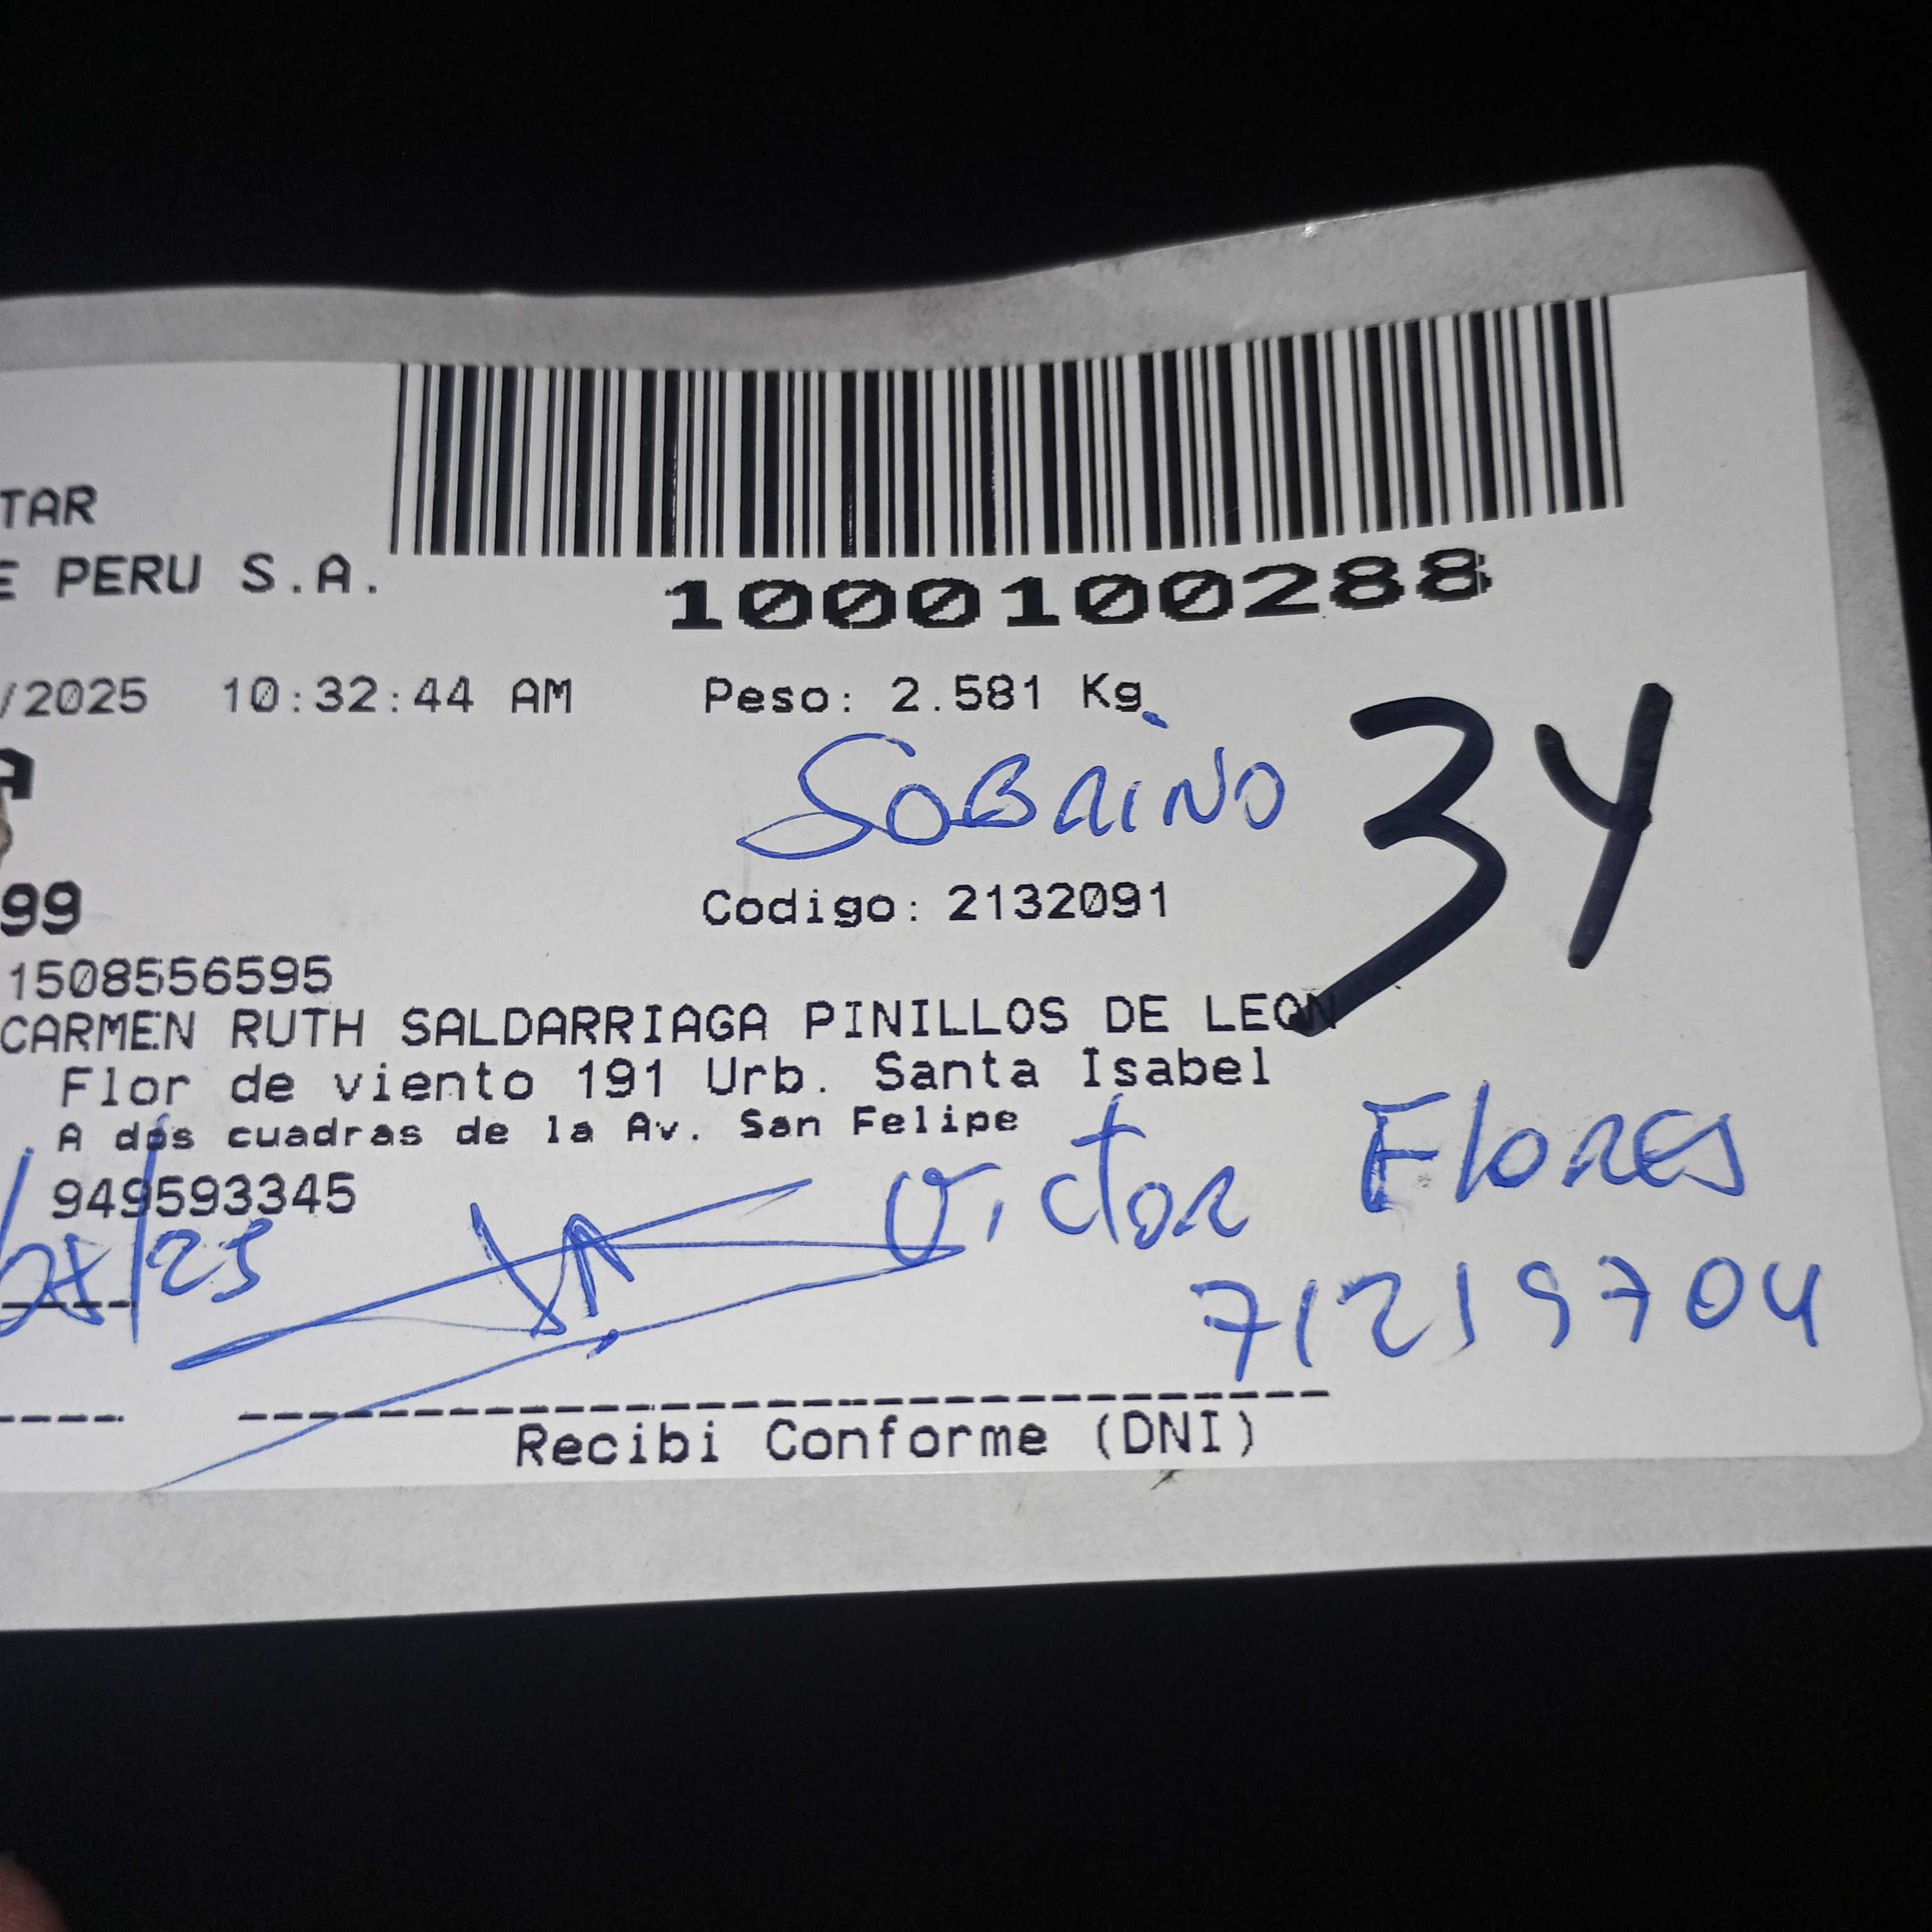 TAR
E PERU S.A.
1000100288
/2025 10:32:44 AM Peso: 2.581 Kg
A
SOBRINO 34
99 Codigo: 2132091
1508556595
CARMEN RUTH SALDARRIAGA PINILLOS DE LEON
Flor de viento 191 Urb. Santa Isabel
A dos cuadras de la Av. San Felipe
949593345
Victor Flores
71219704
Recibi Conforme (DNI)